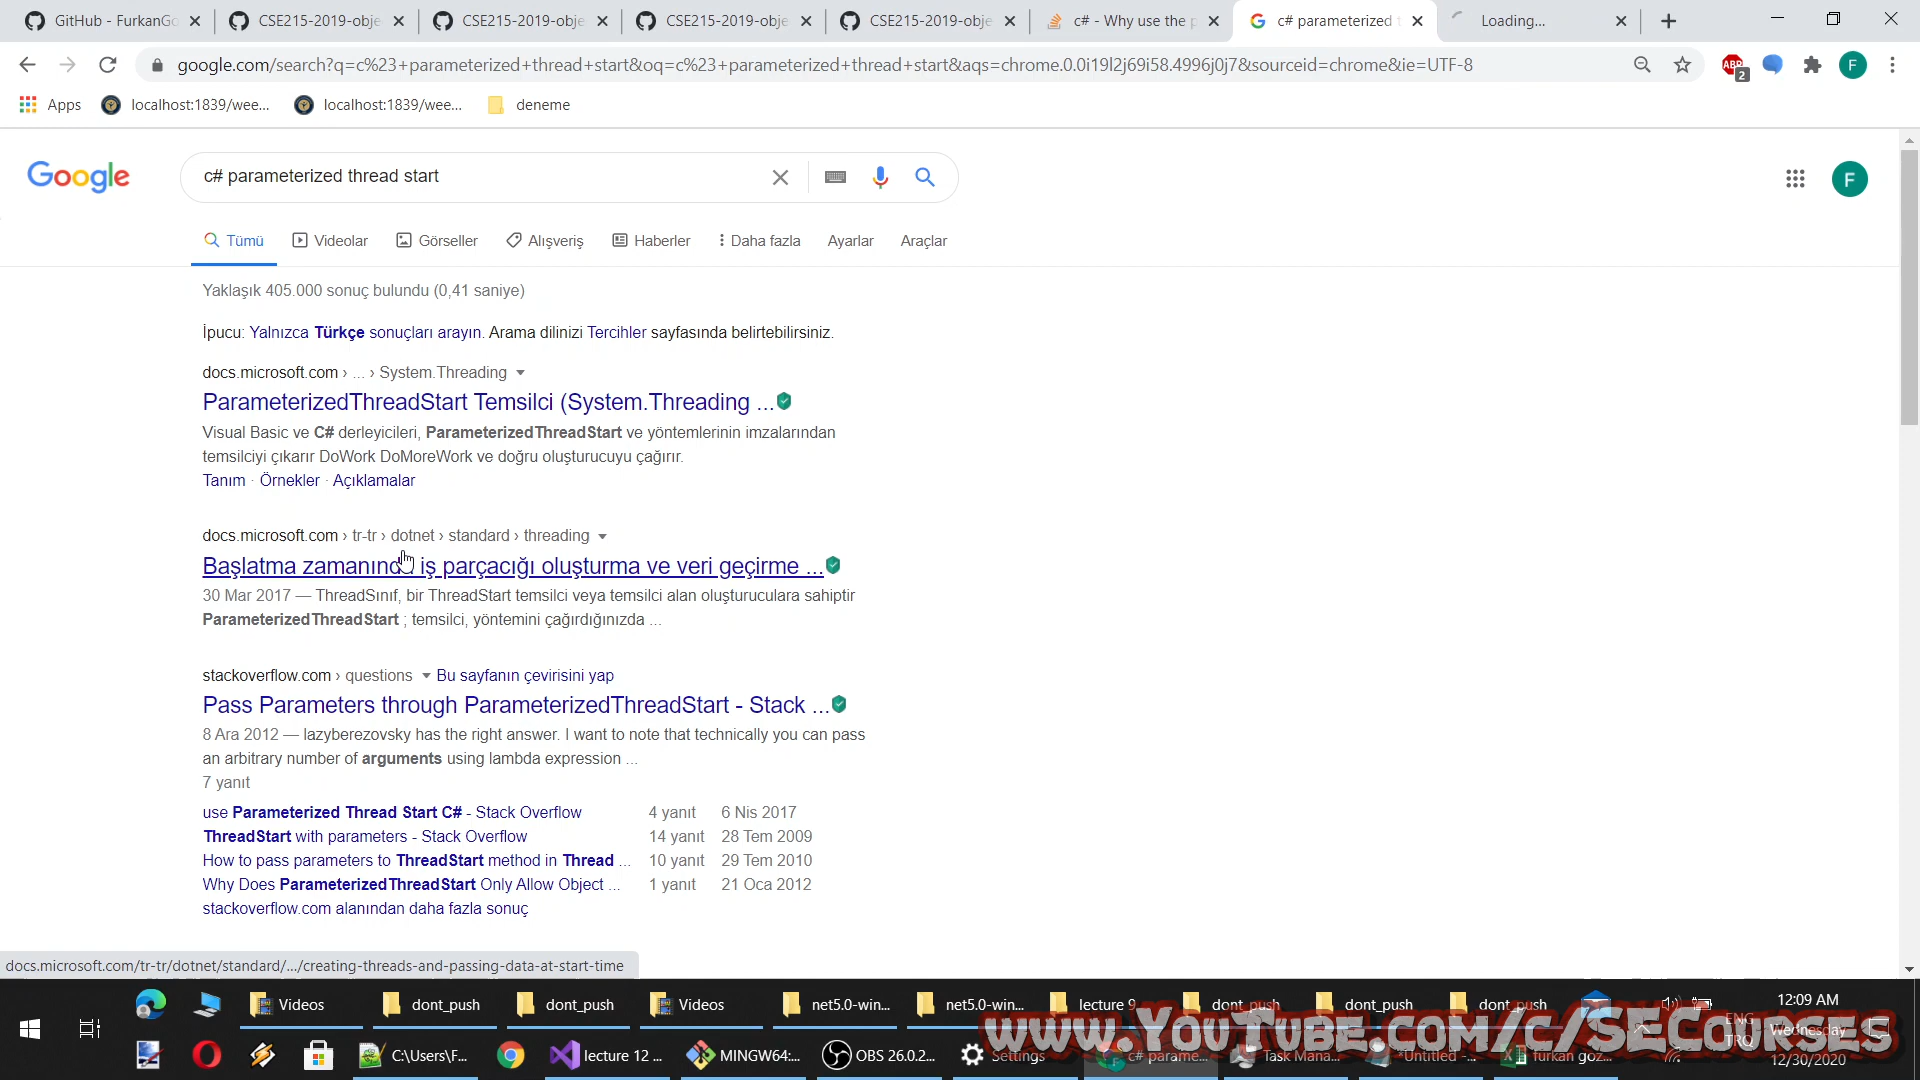 GitHub - FurkanGo
CSE215-2019-obje
CSE215-2019-obje
CSE215-2019-obje
CSE215-2019-obje
c# - Why use the p
c# parameterized t
Loading...
google.com/search?q=c%23+parameterized+thread+start&oq=c%23+parameterized+thread+start&aqs=chrome.0.0i19l2j69i58.4996j0j7&sourceid=chrome&ie=UTF-8
ABP
2
F
Apps
localhost:1839/wee...
localhost:1839/wee...
deneme
Google
c# parameterized thread start
F
Tümü
Videolar
Görseller
Alışveriş
Haberler
Daha fazla
Ayarlar
Araçlar
Yaklaşık 405.000 sonuç bulundu (0,41 saniye)
İpucu: Yalnızca Türkçe sonuçları arayın. Arama dilinizi Tercihler sayfasında belirtebilirsiniz.
docs.microsoft.com › ... › System.Threading
ParameterizedThreadStart Temsilci (System.Threading ...
Visual Basic ve C# derleyicileri, ParameterizedThreadStart ve yöntemlerinin imzalarından
temsilciyi çıkarır DoWork DoMoreWork ve doğru oluşturucuyu çağırır.
Tanım · Örnekler · Açıklamalar
docs.microsoft.com › tr-tr › dotnet › standard › threading
Başlatma zamanında iş parçacığı oluşturma ve veri geçirme ...
30 Mar 2017 — ThreadSınıf, bir ThreadStart temsilci veya temsilci alan oluşturuculara sahiptir
ParameterizedThreadStart ; temsilci, yöntemini çağırdığınızda ...
stackoverflow.com › questions
Bu sayfanın çevirisini yap
Pass Parameters through ParameterizedThreadStart - Stack ...
8 Ara 2012 — lazyberezovsky has the right answer. I want to note that technically you can pass
an arbitrary number of arguments using lambda expression ...
7 yanıt
use Parameterized Thread Start C# - Stack Overflow 4 yanıt 6 Nis 2017
ThreadStart with parameters - Stack Overflow 14 yanıt 28 Tem 2009
How to pass parameters to ThreadStart method in Thread ... 10 yanıt 29 Tem 2010
Why Does ParameterizedThreadStart Only Allow Object ... 1 yanıt 21 Oca 2012
stackoverflow.com alanından daha fazla sonuç
docs.microsoft.com/tr-tr/dotnet/standard/.../creating-threads-and-passing-data-at-start-time
Videos
dont_push
dont_push
Videos
net5.0-win...
net5.0-win...
lecture 9
dont_push
dont_push
dont_push
12:09 AM
C:\Users\F...
lecture 12 ...
MINGW64:...
OBS 26.0.2...
Settings
c# parame...
Task Mana...
*Untitled -...
furkan göz...
ENG
TRQ
Wednesday
12/30/2020
www.YouTube.com/c/SECourses